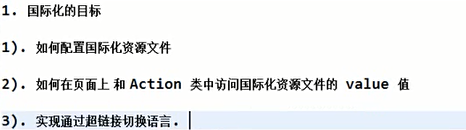 1. 国际化的目标
1). 如何配置国际化资源文件
2). 如何在页面上 和 Action 类中访问国际化资源文件的 value 值
3). 实现通过超链接切换语言.